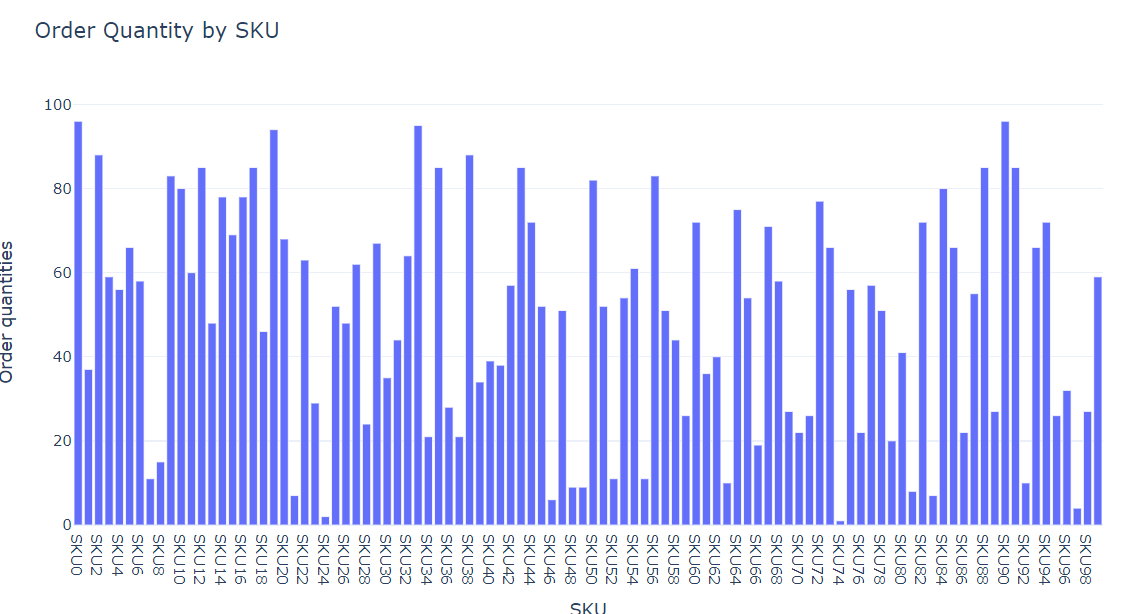 Order Quantity by SKU
100
80
60
40
20
0
Order quantities
SKU0
SKU2
SKU4
SKU6
SKU8
SKU10
SKU12
SKU14
SKU16
SKU18
SKU20
SKU22
SKU24
SKU26
SKU28
SKU30
SKU32
SKU34
SKU36
SKU38
SKU40
SKU42
SKU44
SKU46
SKU48
SKU50
SKU52
SKU54
SKU56
SKU58
SKU60
SKU62
SKU64
SKU66
SKU68
SKU70
SKU72
SKU74
SKU76
SKU78
SKU80
SKU82
SKU84
SKU86
SKU88
SKU90
SKU92
SKU94
SKU96
SKU98
SKU